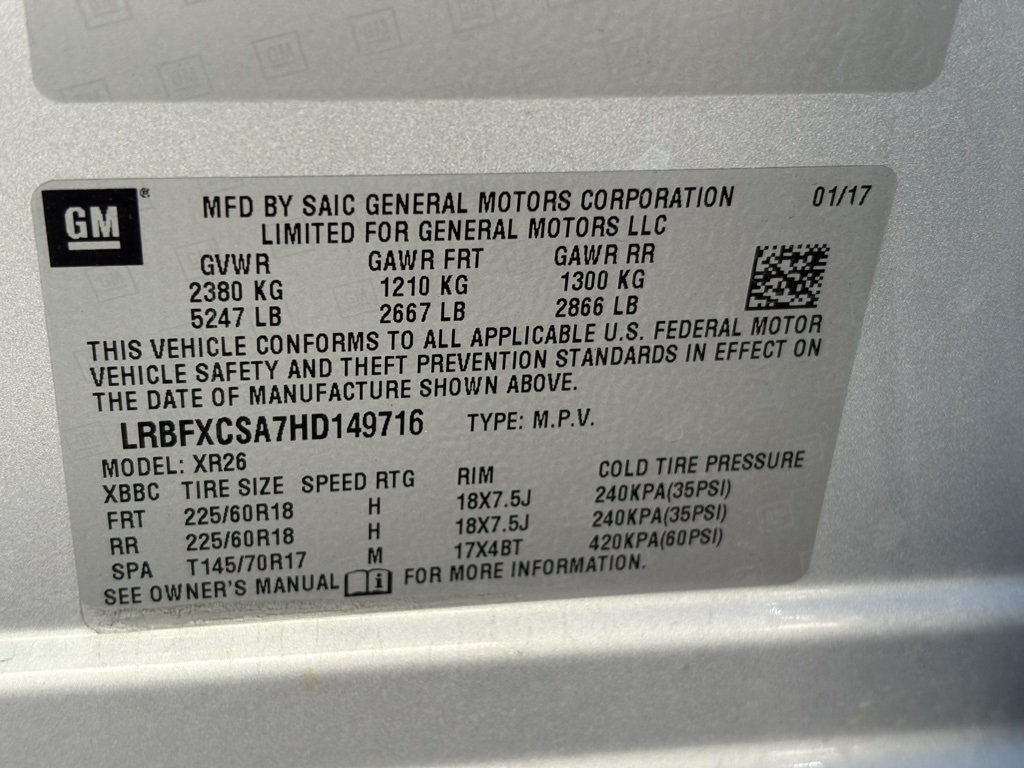 GM GM GM
GM ®
MFD BY SAIC GENERAL MOTORS CORPORATION 01/17
LIMITED FOR GENERAL MOTORS LLC
GVWR GAWR FRT GAWR RR
2380 KG 1210 KG 1300 KG
5247 LB 2667 LB 2866 LB
THIS VEHICLE CONFORMS TO ALL APPLICABLE U.S. FEDERAL MOTOR
VEHICLE SAFETY AND THEFT PREVENTION STANDARDS IN EFFECT ON
THE DATE OF MANUFACTURE SHOWN ABOVE.
LRBFXCSA7HD149716 TYPE: M.P.V.
MODEL: XR26
XBBC TIRE SIZE SPEED RTG RIM COLD TIRE PRESSURE
FRT 225/60R18 H 18X7.5J 240KPA(35PSI)
RR 225/60R18 H 18X7.5J 240KPA(35PSI)
SPA T145/70R17 M 17X4BT 420KPA(60PSI)
SEE OWNER'S MANUAL i FOR MORE INFORMATION.